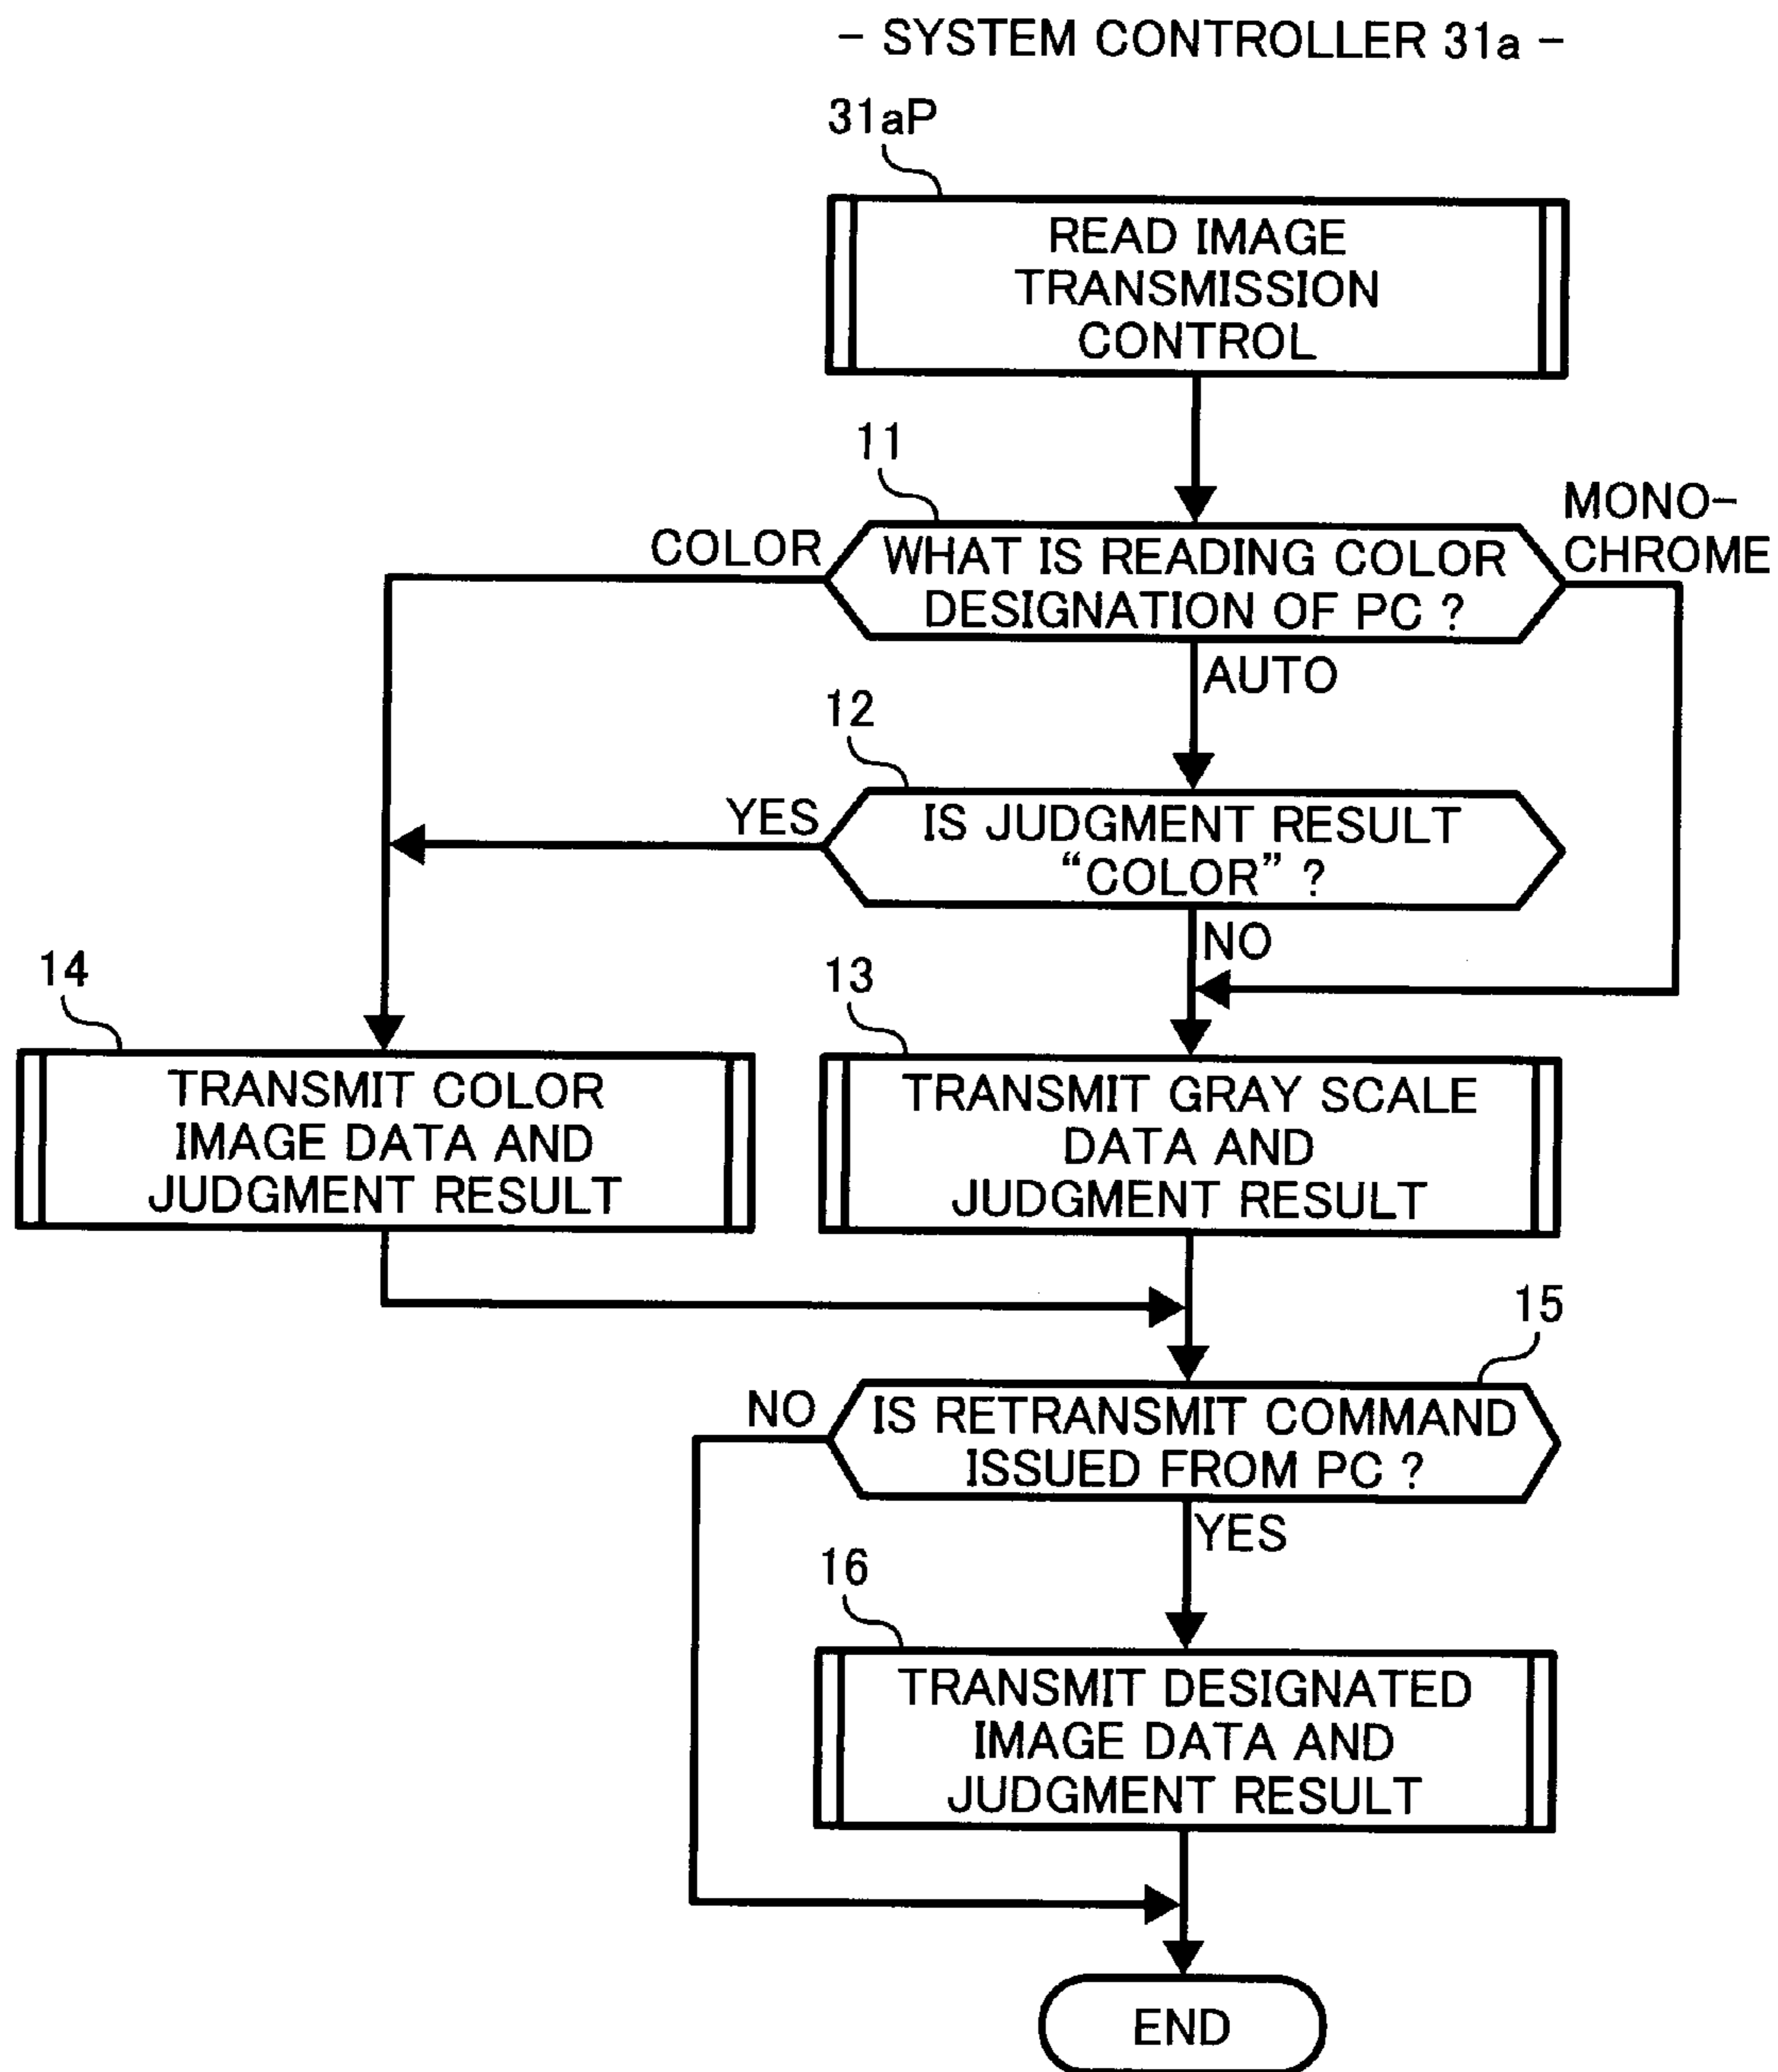 - SYSTEM CONTROLLER 31a -
31aP
READ IMAGE
TRANSMISSION
CONTROL
11
COLOR
MONO-
CHROME
WHAT IS READING COLOR
DESIGNATION OF PC ?
AUTO
12
YES
IS JUDGMENT RESULT
“COLOR” ?
NO
14
TRANSMIT COLOR
IMAGE DATA AND
JUDGMENT RESULT
13
TRANSMIT GRAY SCALE
DATA AND
JUDGMENT RESULT
15
NO
IS RETRANSMIT COMMAND
ISSUED FROM PC ?
YES
16
TRANSMIT DESIGNATED
IMAGE DATA AND
JUDGMENT RESULT
END